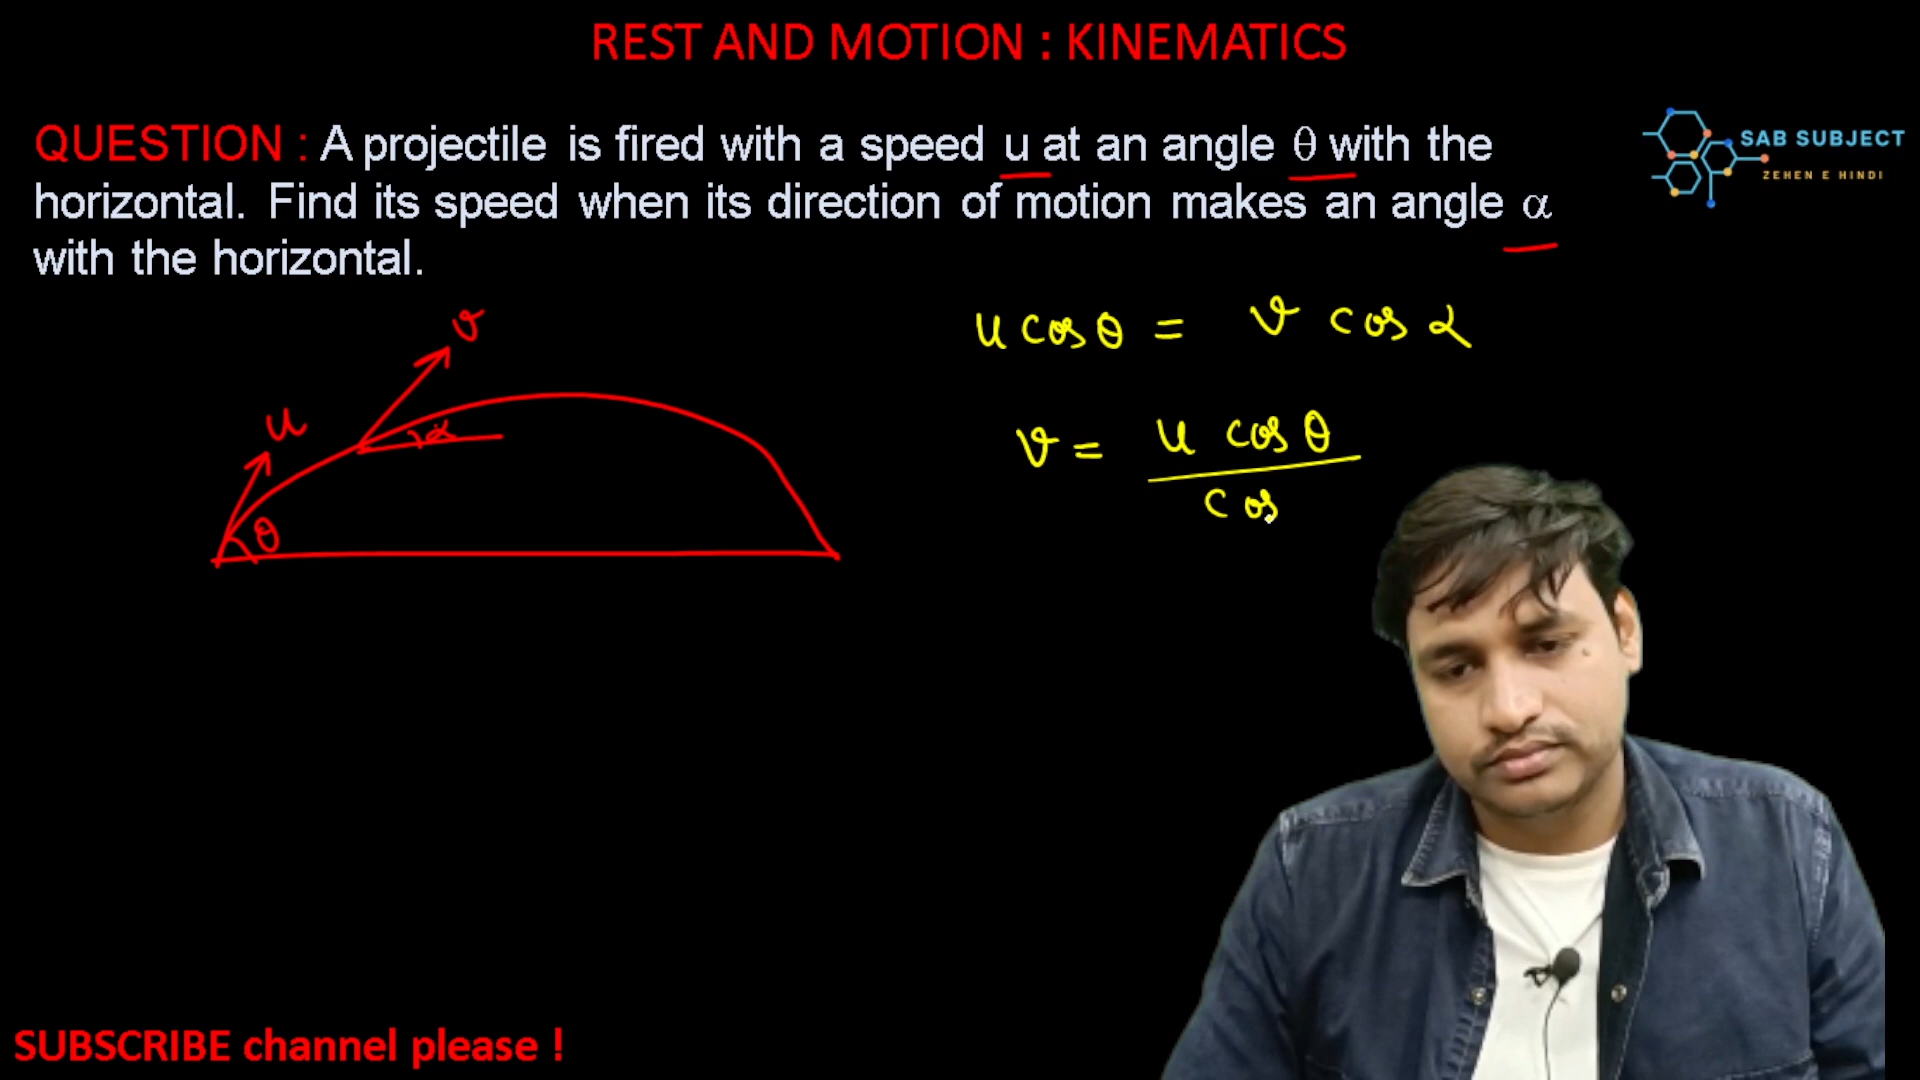 REST AND MOTION : KINEMATICS
QUESTION : A projectile is fired with a speed u at an angle θ with the
horizontal. Find its speed when its direction of motion makes an angle α
with the horizontal.
SAB SUBJECT
ZEHEN E HINDI
v
u
α
θ
u cos θ = v cos α
v = u cos θ
cos
SUBSCRIBE channel please !